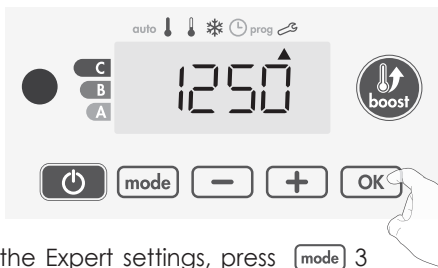 auto prog
C
B
A
1250
boost
mode OK
the Expert settings, press mode 3